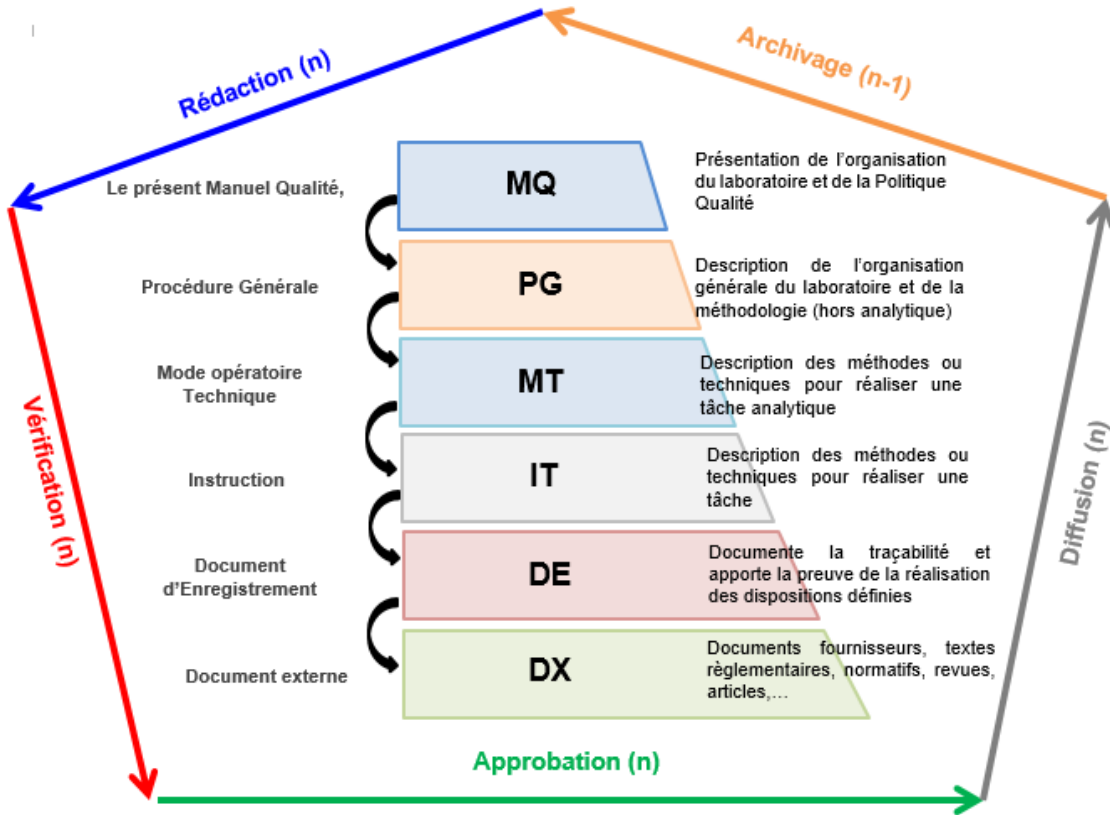 Rédaction (n)
Archivage (n-1)
Le présent Manuel Qualité,
MQ
Présentation de l'organisation
du laboratoire et de la Politique
Qualité
Procédure Générale
PG
Description de l'organisation
générale du laboratoire et de la
méthodologie (hors analytique)
Mode opératoire
Technique
MT
Description des méthodes ou
techniques pour réaliser une
tâche analytique
Instruction
IT
Description des méthodes ou
techniques pour réaliser une
tâche
Document
d'Enregistrement
DE
Documente la traçabilité et
apporte la preuve de la réalisation
des dispositions définies
Document externe
DX
Documents fournisseurs, textes
règlementaires, normatifs, revues,
articles,...
Vérification (n)
Diffusion (n)
Approbation (n)